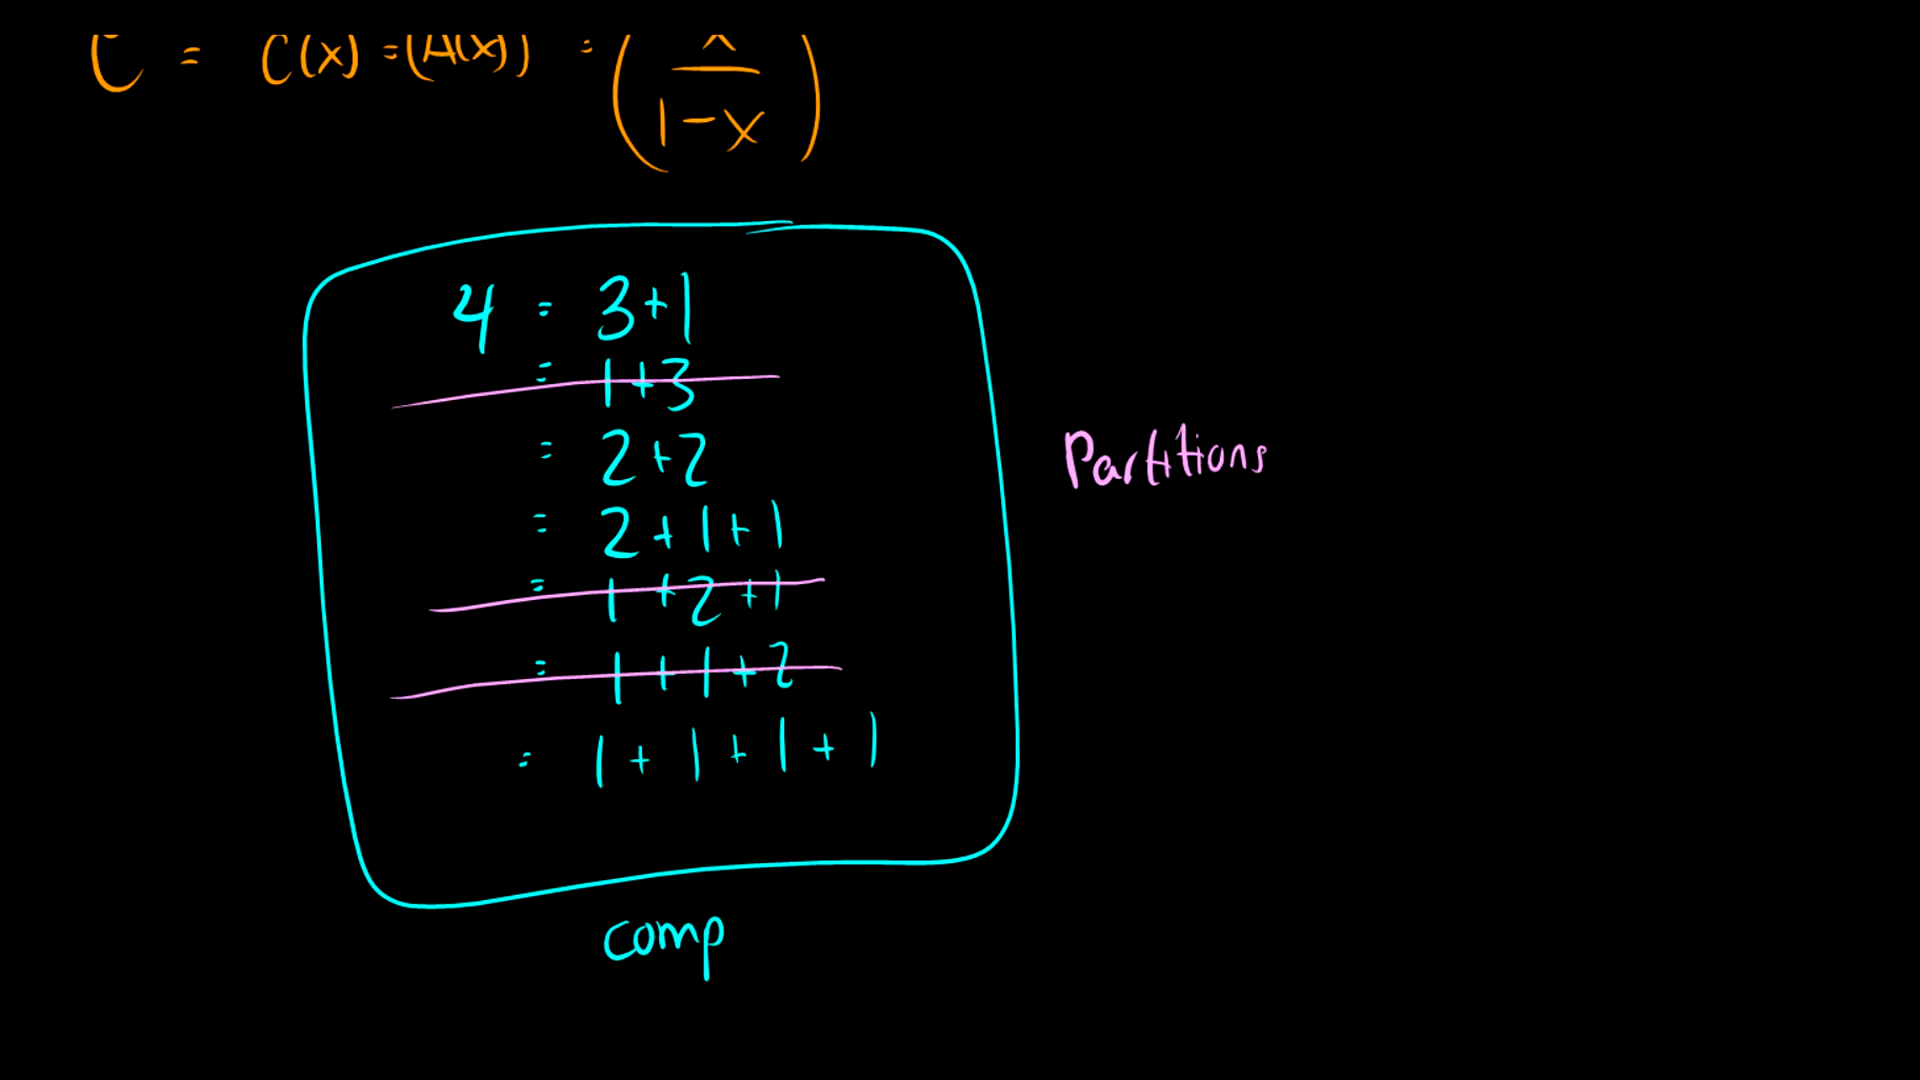 C = C(x) = (A(x)) = ( x / 1-x )
4 = 3+1
= 1+3
= 2+2
= 2+1+1
= 1+2+1
= 1+1+2
= 1+1+1+1
Partitions
comp